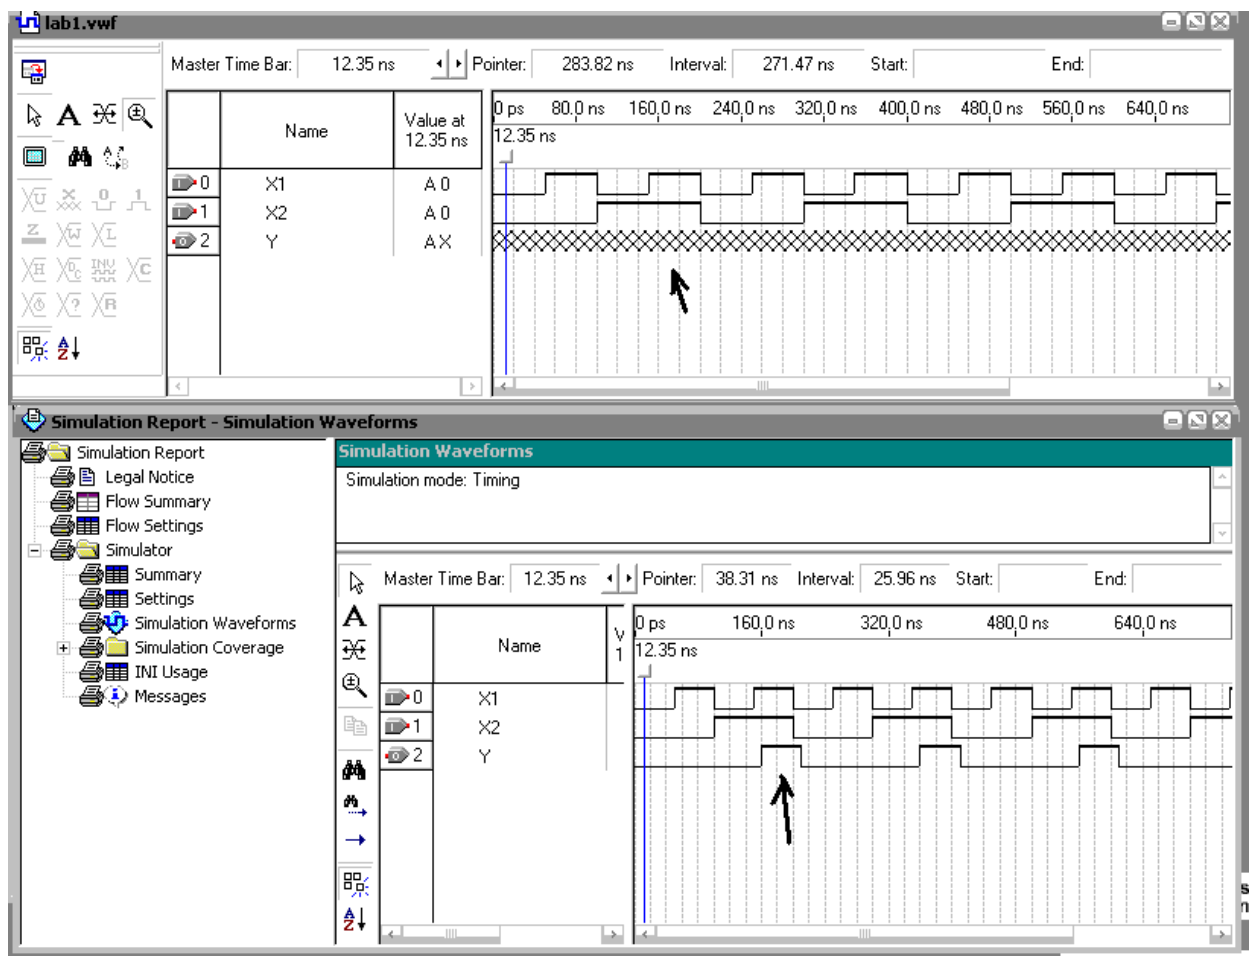 lab1.vwf
Master Time Bar: 12.35 ns Pointer: 283.82 ns Interval: 271.47 ns Start: End:
Name Value at 12.35 ns
0 ps 80.0 ns 160.0 ns 240.0 ns 320.0 ns 400.0 ns 480.0 ns 560.0 ns 640.0 ns
12.35 ns
0 X1 A 0
1 X2 A 0
2 Y A X
Simulation Report - Simulation Waveforms
Simulation Report
Legal Notice
Flow Summary
Flow Settings
Simulator
Summary
Settings
Simulation Waveforms
Simulation Coverage
INI Usage
Messages
Simulation Waveforms
Simulation mode: Timing
Master Time Bar: 12.35 ns Pointer: 38.31 ns Interval: 25.96 ns Start: End:
Name V 1
0 ps 160.0 ns 320.0 ns 480.0 ns 640.0 ns
12.35 ns
0 X1
1 X2
2 Y